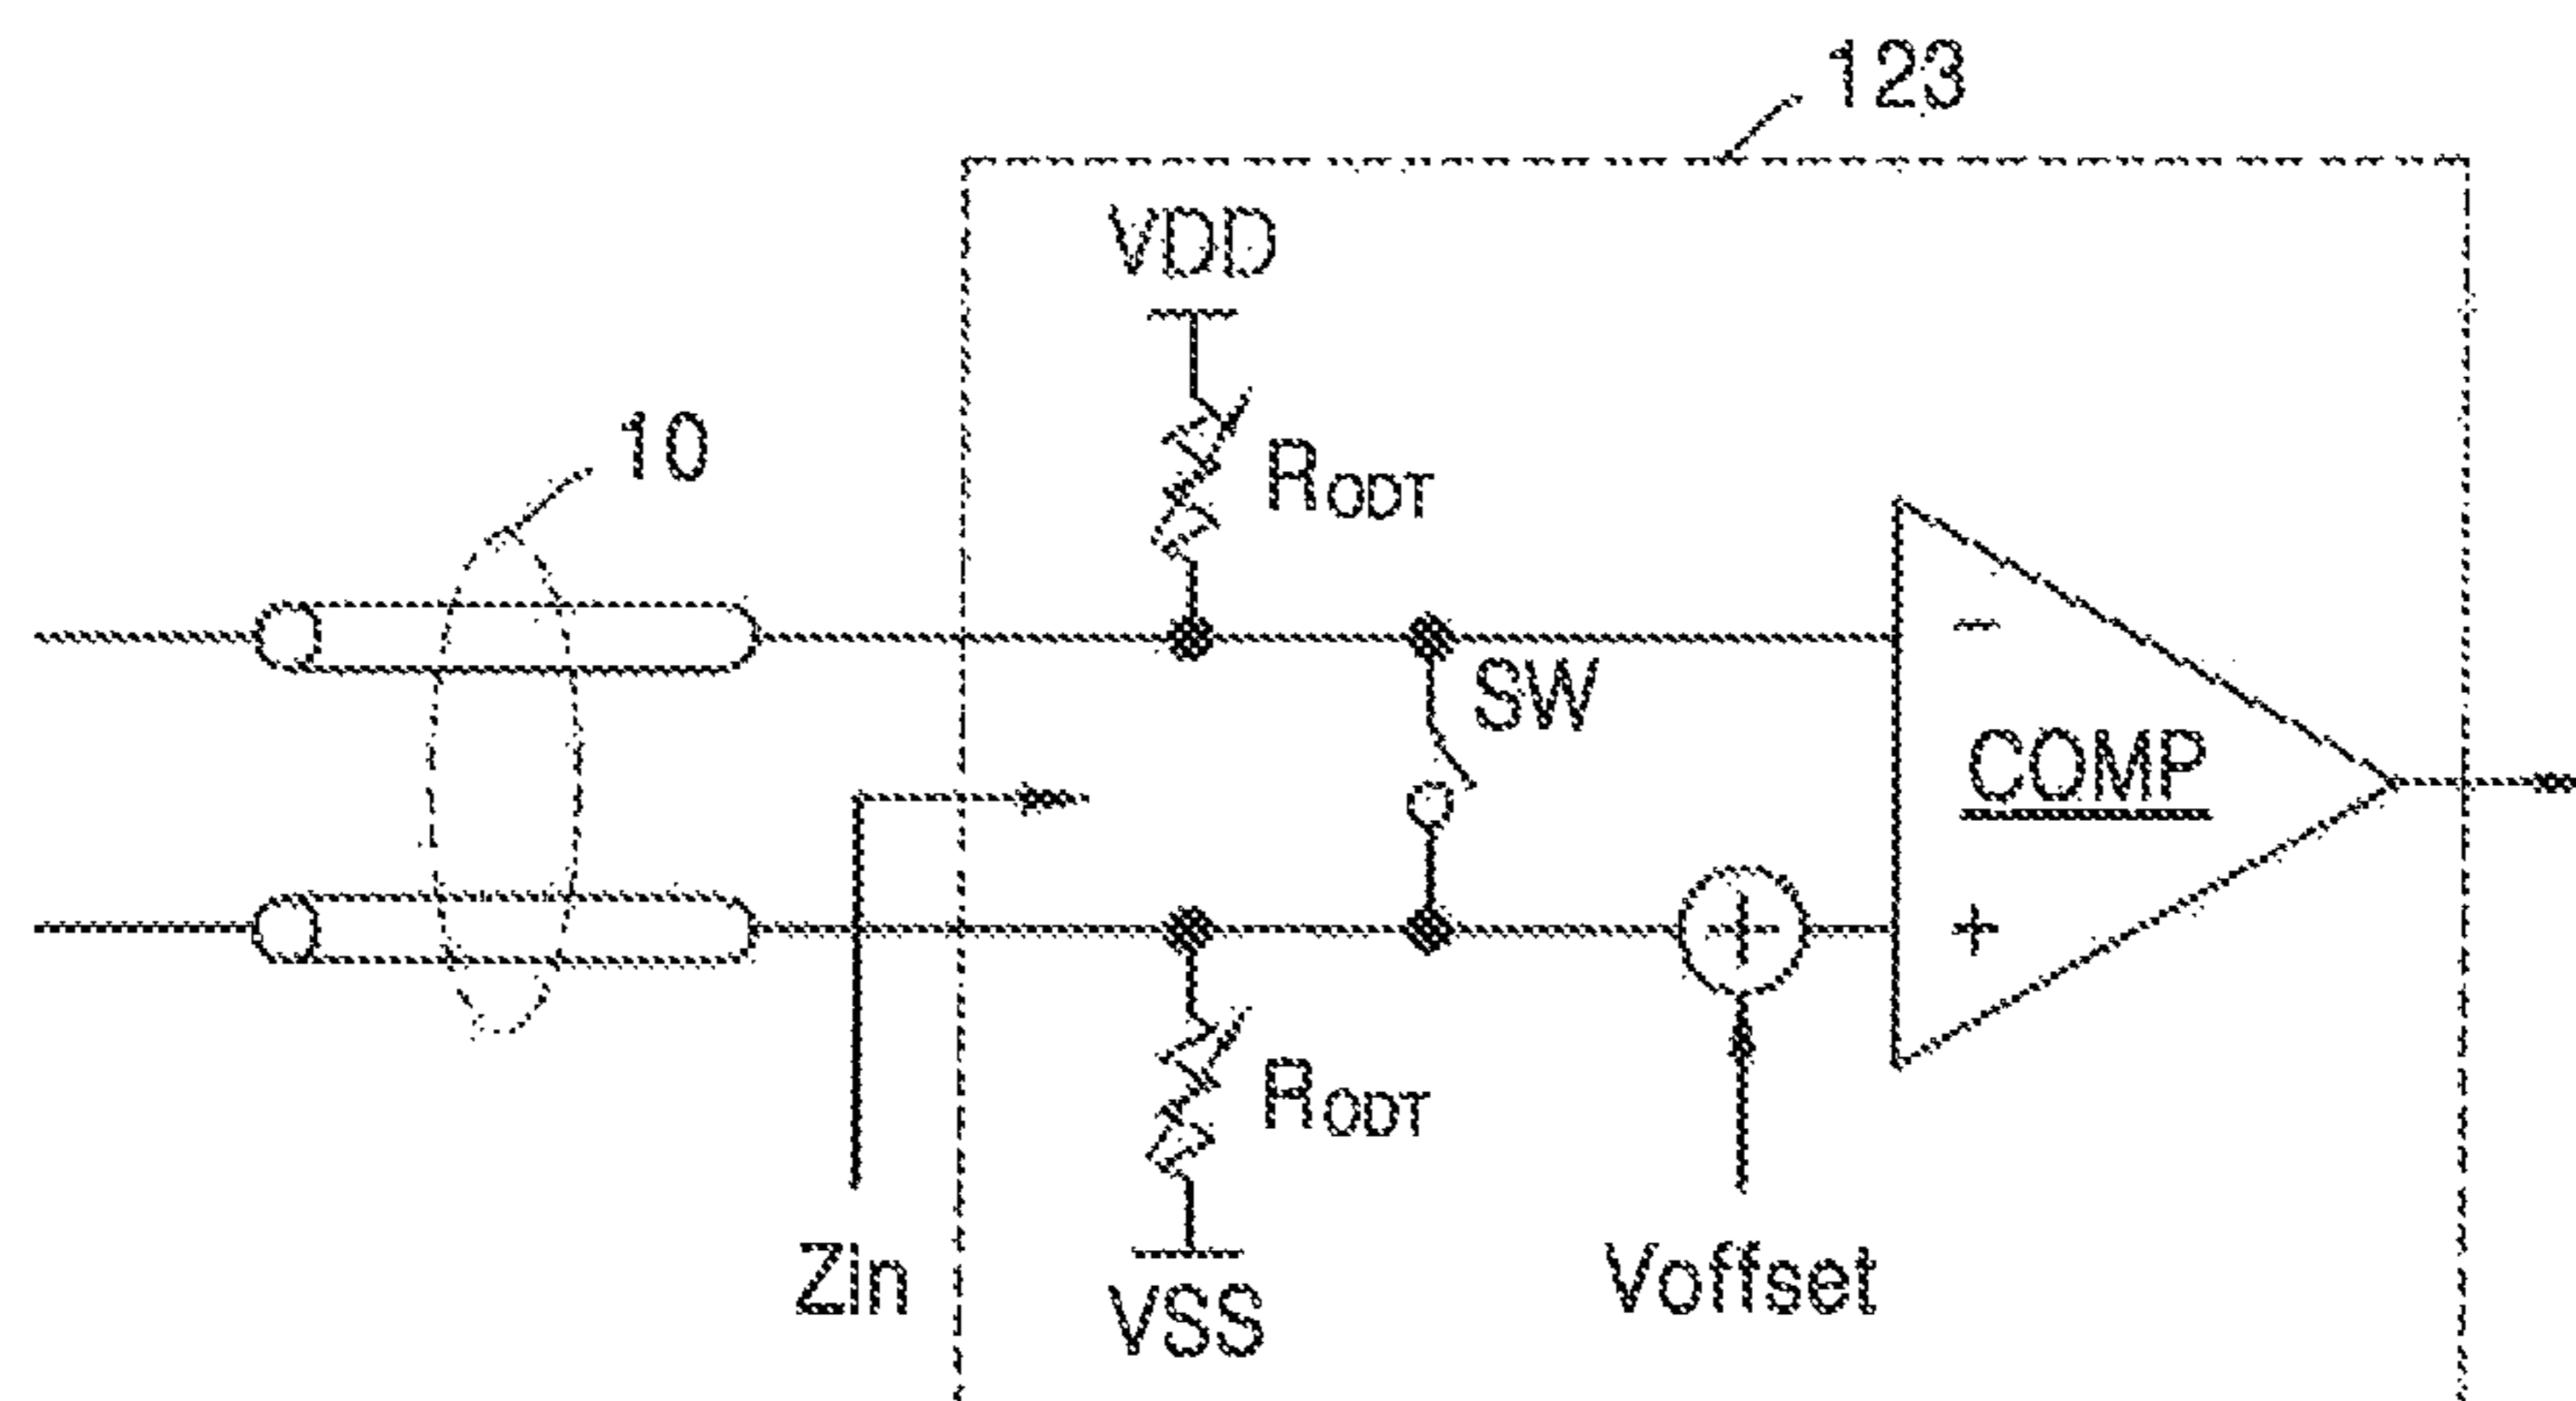 123
VDD
10
RODT
SW
-
COMP
+
+
RODT
Zin
Voffset
VSS